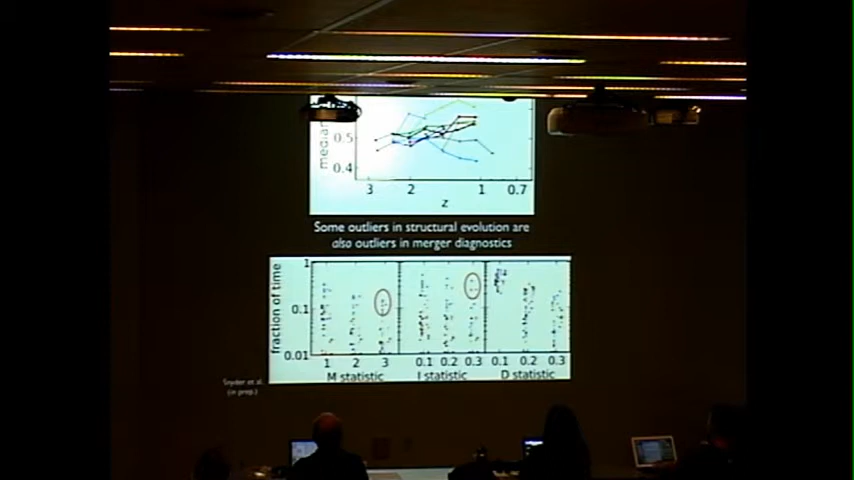 median
0.5
0.4
3 2 1 0.7
z
Some outliers in structural evolution are
also outliers in merger diagnostics
fraction of time
1
0.1
0.01
1 2 3 0.1 0.2 0.3 0.1 0.2 0.3
M statistic I statistic D statistic
Snyder et al.
(in prep.)